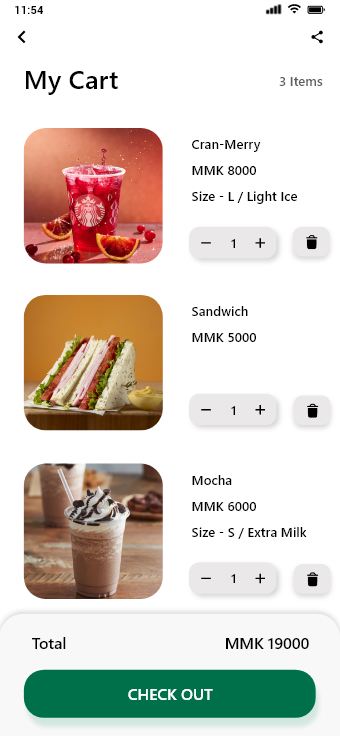 11:54
My Cart
3 Items
Cran-Merry
MMK 8000
Size - L / Light Ice
1
Sandwich
MMK 5000
1
Mocha
MMK 6000
Size - S / Extra Milk
1
Total
MMK 19000
CHECK OUT